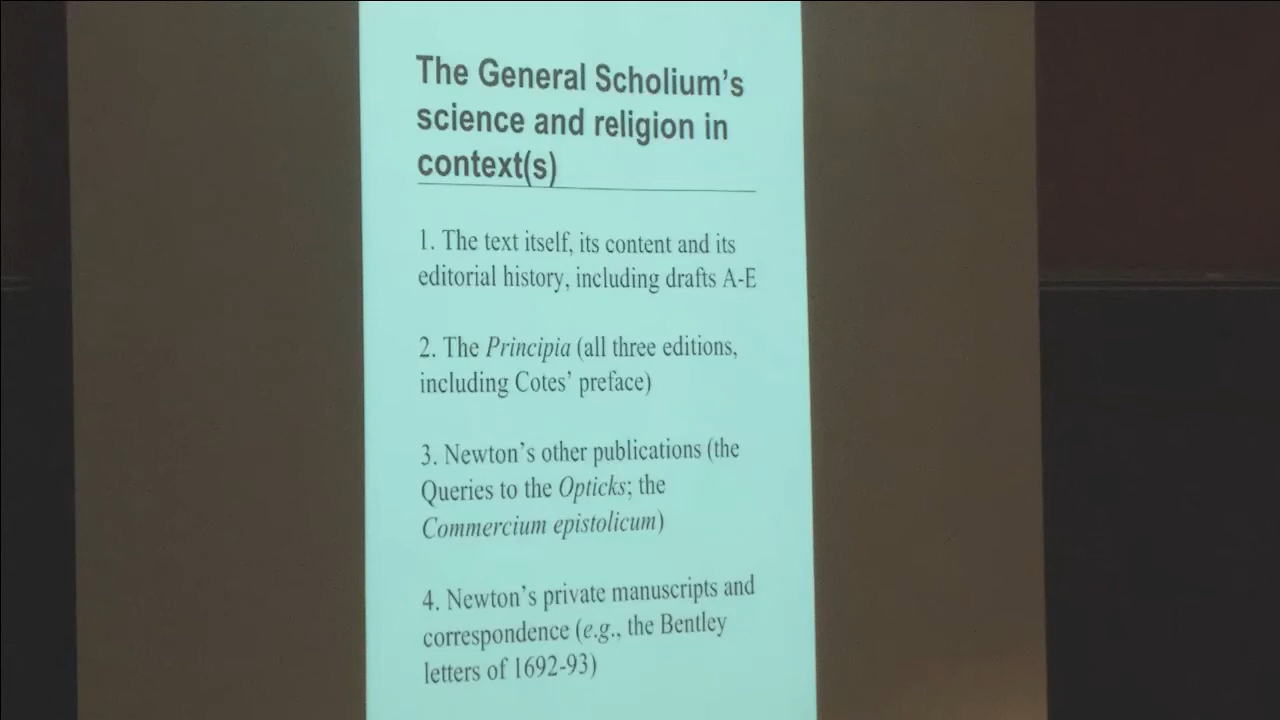 The General Scholium's
science and religion in
context(s)
1. The text itself, its content and its
editorial history, including drafts A-E
2. The Principia (all three editions,
including Cotes' preface)
3. Newton's other publications (the
Queries to the Opticks; the
Commercium epistolicum)
4. Newton's private manuscripts and
correspondence (e.g., the Bentley
letters of 1692-93)